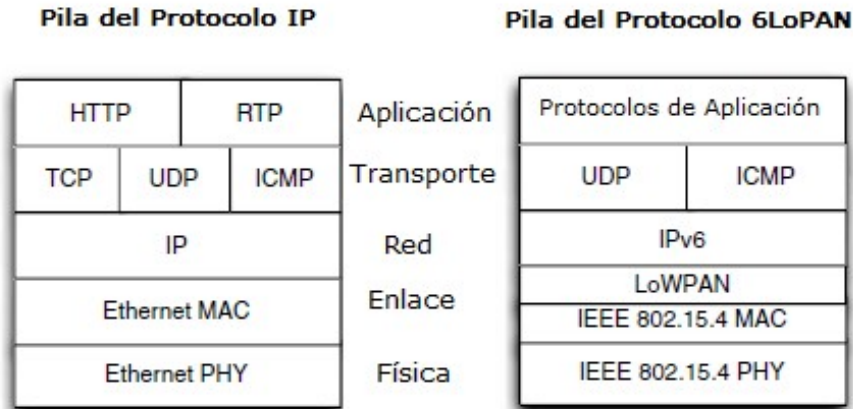 Pila del Protocolo IP
Pila del Protocolo 6LoPAN
HTTP RTP Aplicación Protocolos de Aplicación
TCP UDP ICMP Transporte UDP ICMP
IP Red IPv6
Ethernet MAC Enlace LoWPAN
IEEE 802.15.4 MAC
Ethernet PHY Física IEEE 802.15.4 PHY